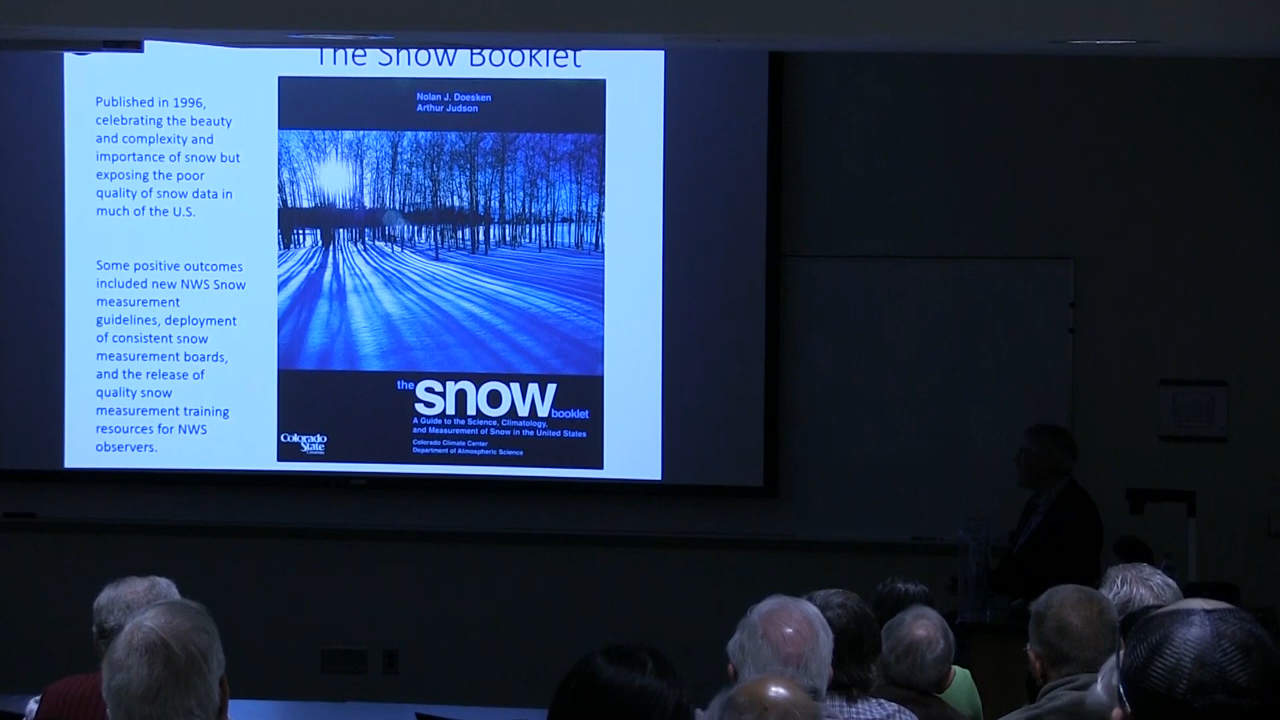 The Snow Booklet
Published in 1996,
celebrating the beauty
and complexity and
importance of snow but
exposing the poor
quality of snow data in
much of the U.S.
Some positive outcomes
included new NWS Snow
measurement
guidelines, deployment
of consistent snow
measurement boards,
and the release of
quality snow
measurement training
resources for NWS
observers.
Nolan J. Doesken
Arthur Judson
the snow booklet
A Guide to the Science, Climatology,
and Measurement of Snow in the United States
Colorado Climate Center
Department of Atmospheric Science
Colorado
State
University